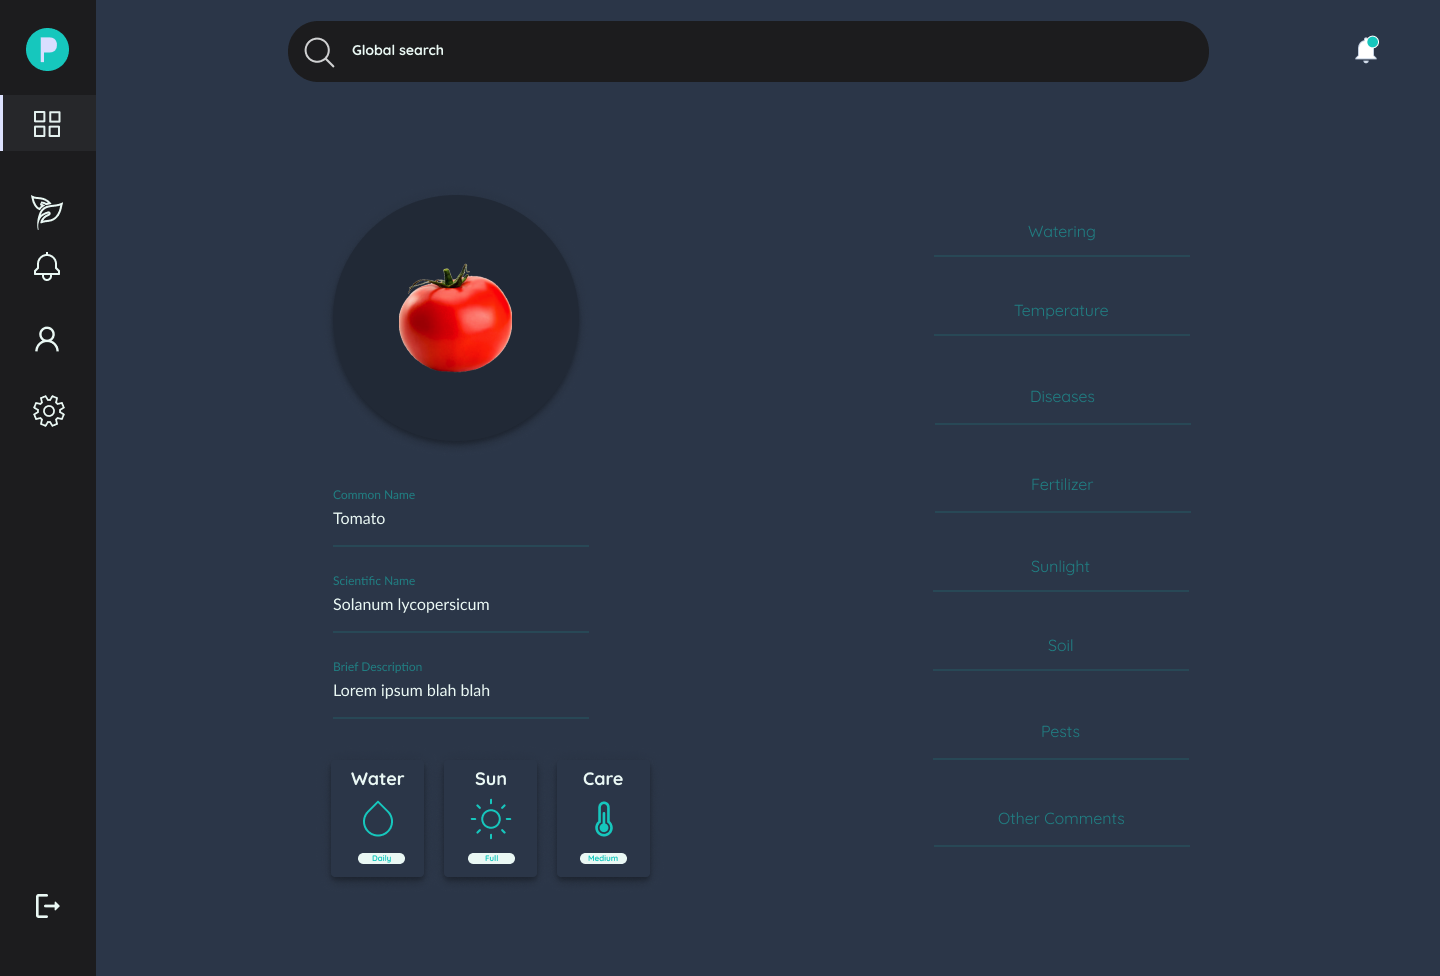 P
Global search
Common Name
Tomato
Scientific Name
Solanum lycopersicum
Brief Description
Lorem ipsum blah blah
Water
Daily
Sun
Full
Care
Medium
Watering
Temperature
Diseases
Fertilizer
Sunlight
Soil
Pests
Other Comments